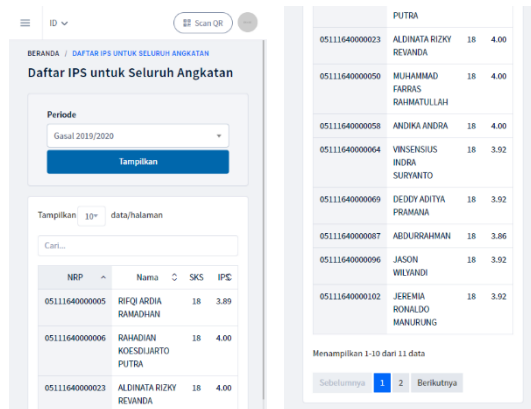 ID
Scan QR
BERANDA / DAFTAR IPS UNTUK SELURUH ANGKATAN
Daftar IPS untuk Seluruh Angkatan
Periode
Gasal 2019/2020
Tampilkan
Tampilkan 10 data/halaman
Cari...
NRP Nama SKS IPS
05111640000005 RIFQI ARDIA 18 3.89
RAMADHAN
05111640000006 RAHADIAN 18 4.00
KOESDIJARTO
PUTRA
05111640000023 ALDINATA RIZKY 18 4.00
REVANDA
PUTRA
05111640000023 ALDINATA RIZKY 18 4.00
REVANDA
05111640000050 MUHAMMAD 18 4.00
FARRAS
RAHMATULLAH
05111640000058 ANDIKA ANDRA 18 4.00
05111640000064 VINSENSIUS 18 3.92
INDRA
SURYANTO
05111640000069 DEDDY ADITYA 18 3.92
PRAMANA
05111640000087 ABDURRAHMAN 18 3.86
05111640000096 JASON 18 3.92
WILYANDI
05111640000102 JEREMIA 18 3.92
RONALDO
MANURUNG
Menampilkan 1-10 dari 11 data
Sebelumnya 1 2 Berikutnya